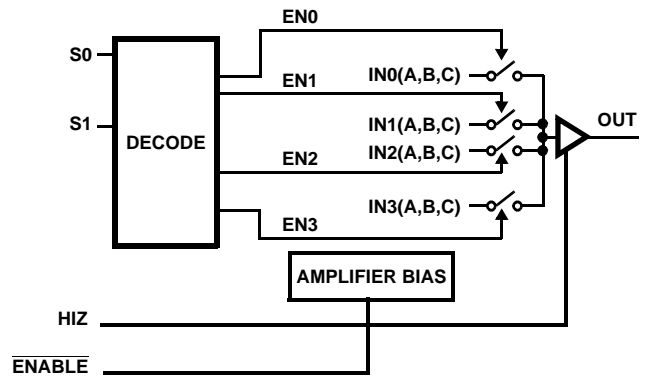 EN0
S0
IN0(A,B,C)
EN1
S1
IN1(A,B,C)
OUT
DECODE
IN2(A,B,C)
EN2
IN3(A,B,C)
EN3
AMPLIFIER BIAS
HIZ
ENABLE